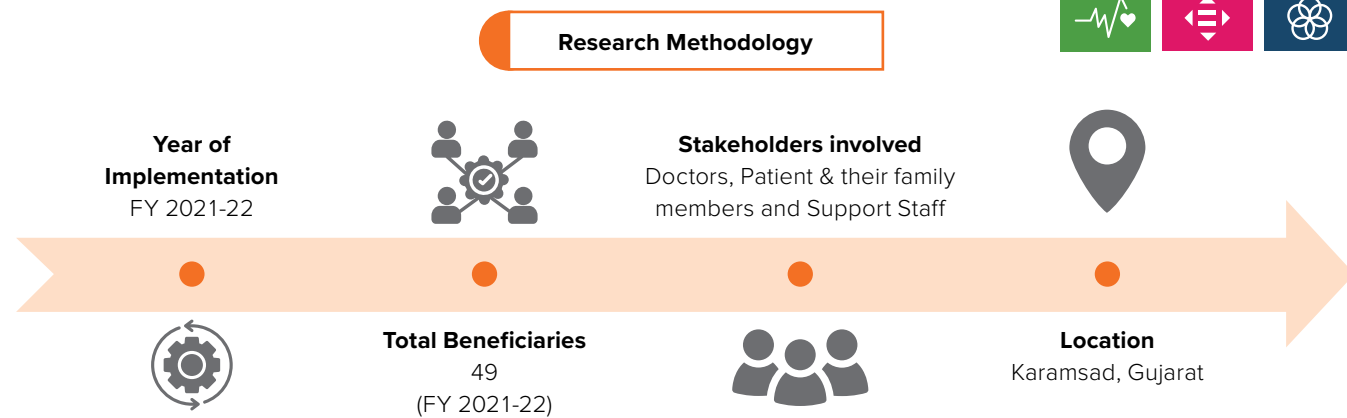 Research Methodology
Year of
Implementation
FY 2021-22
Total Beneficiaries
49
(FY 2021-22)
Stakeholders involved
Doctors, Patient & their family
members and Support Staff
Location
Karamsad, Gujarat